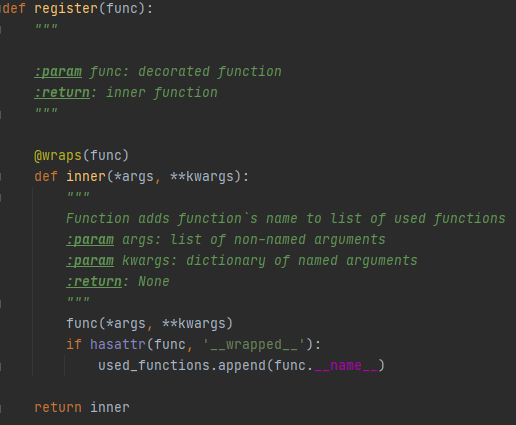 def register(func):
    """

    :param func: decorated function
    :return: inner function
    """

    @wraps(func)
    def inner(*args, **kwargs):
        """
        Function adds function`s name to list of used functions
        :param args: list of non-named arguments
        :param kwargs: dictionary of named arguments
        :return: None
        """
        func(*args, **kwargs)
        if hasattr(func, '__wrapped__'):
            used_functions.append(func.__name__)

    return inner